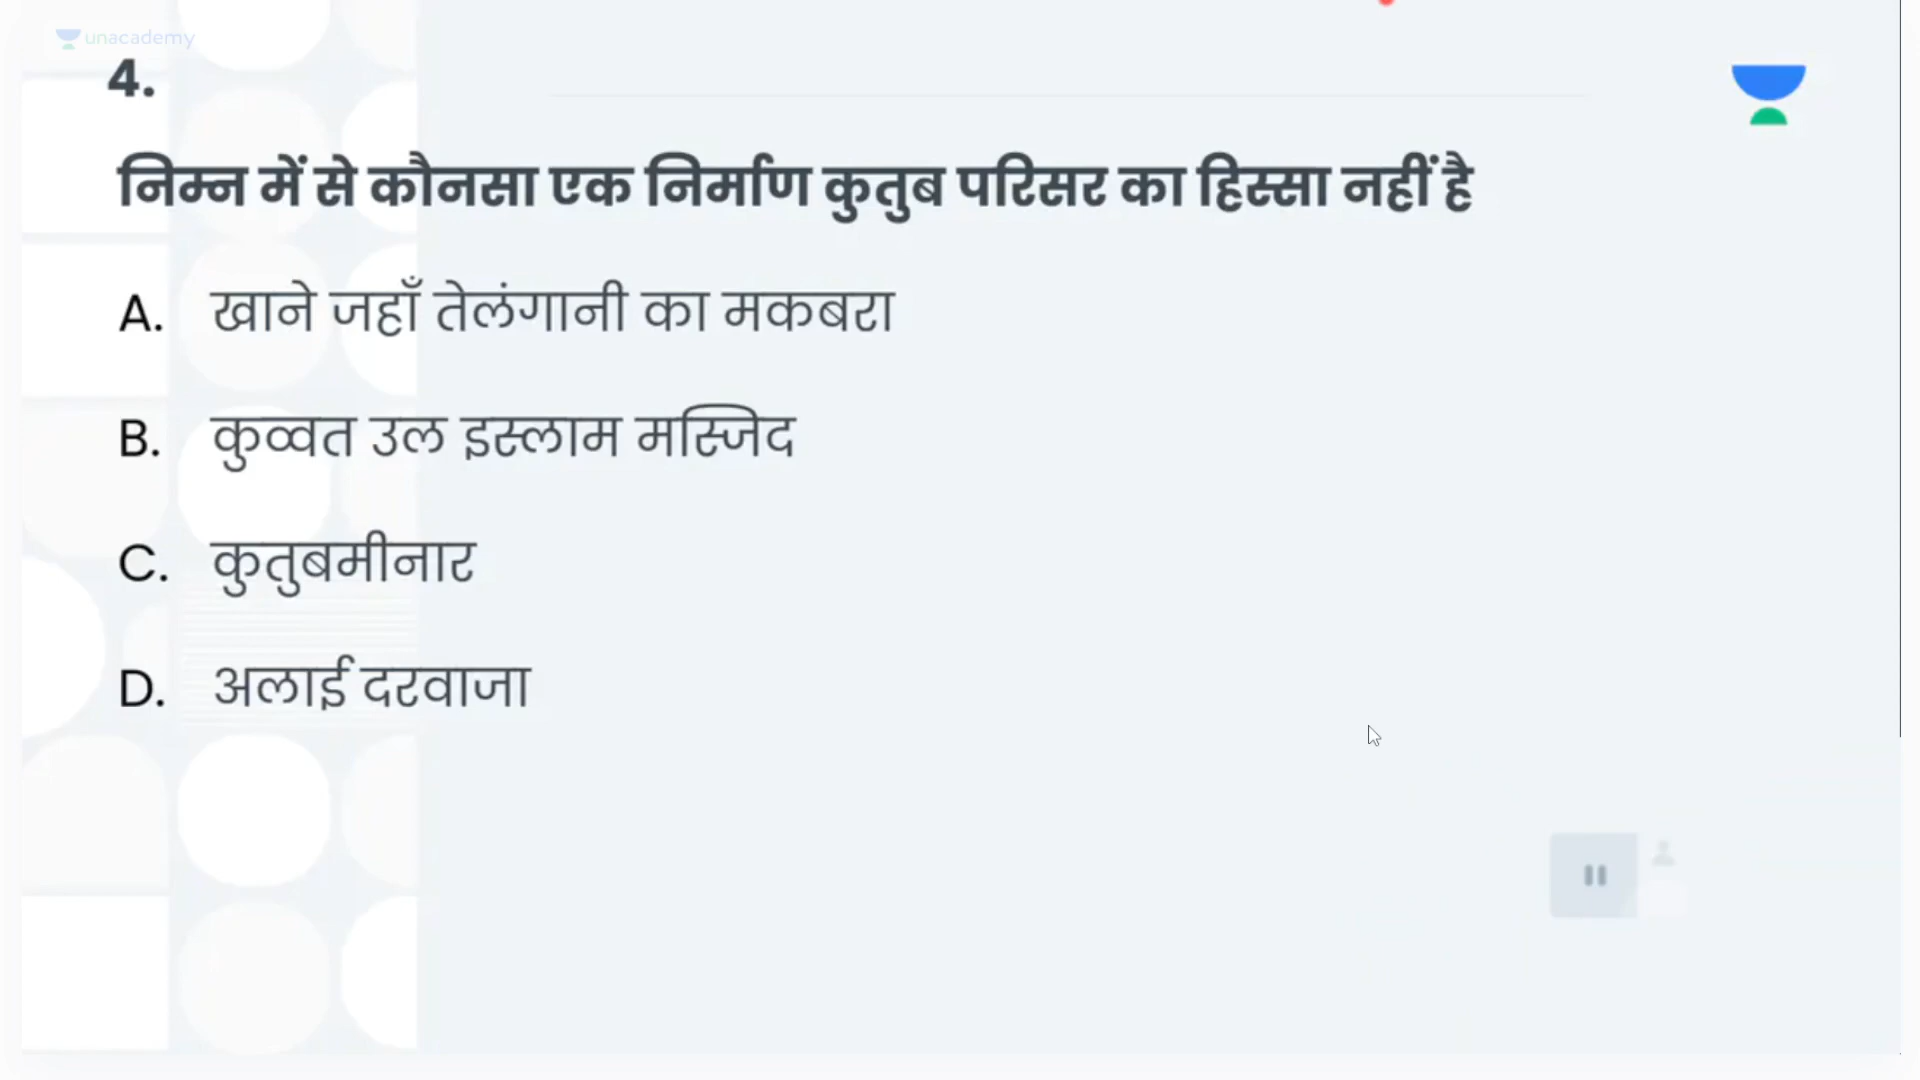 unacademy
4.
निम्न में से कौनसा एक निर्माण कुतुब परिसर का हिस्सा नहीं है
A. खाने जहाँ तेलंगानी का मकबरा
B. कुव्वत उल इस्लाम मस्जिद
C. कुतुबमीनार
D. अलाई दरवाजा